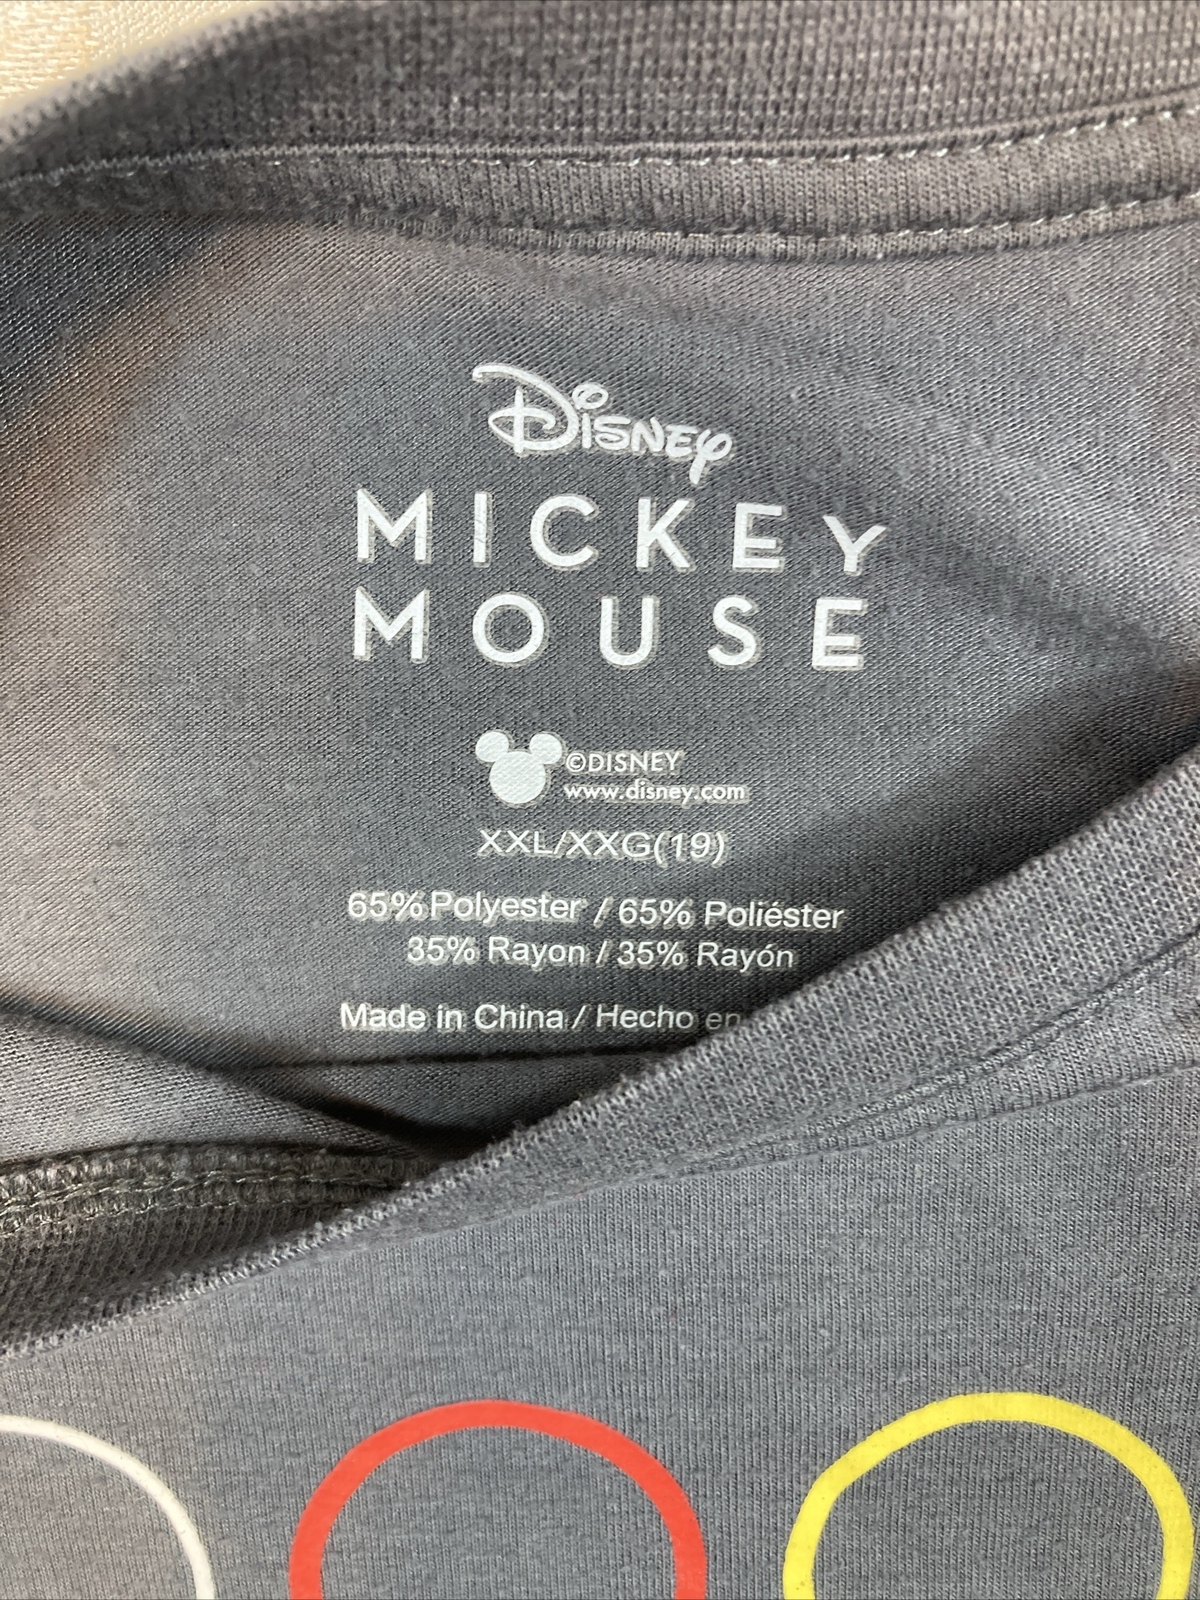 Disney
MICKEY
MOUSE
©DISNEY
www.disney.com
XXL/XXG(19)
65% Polyester / 65% Poliéster
35% Rayon / 35% Rayón
Made in China / Hecho en